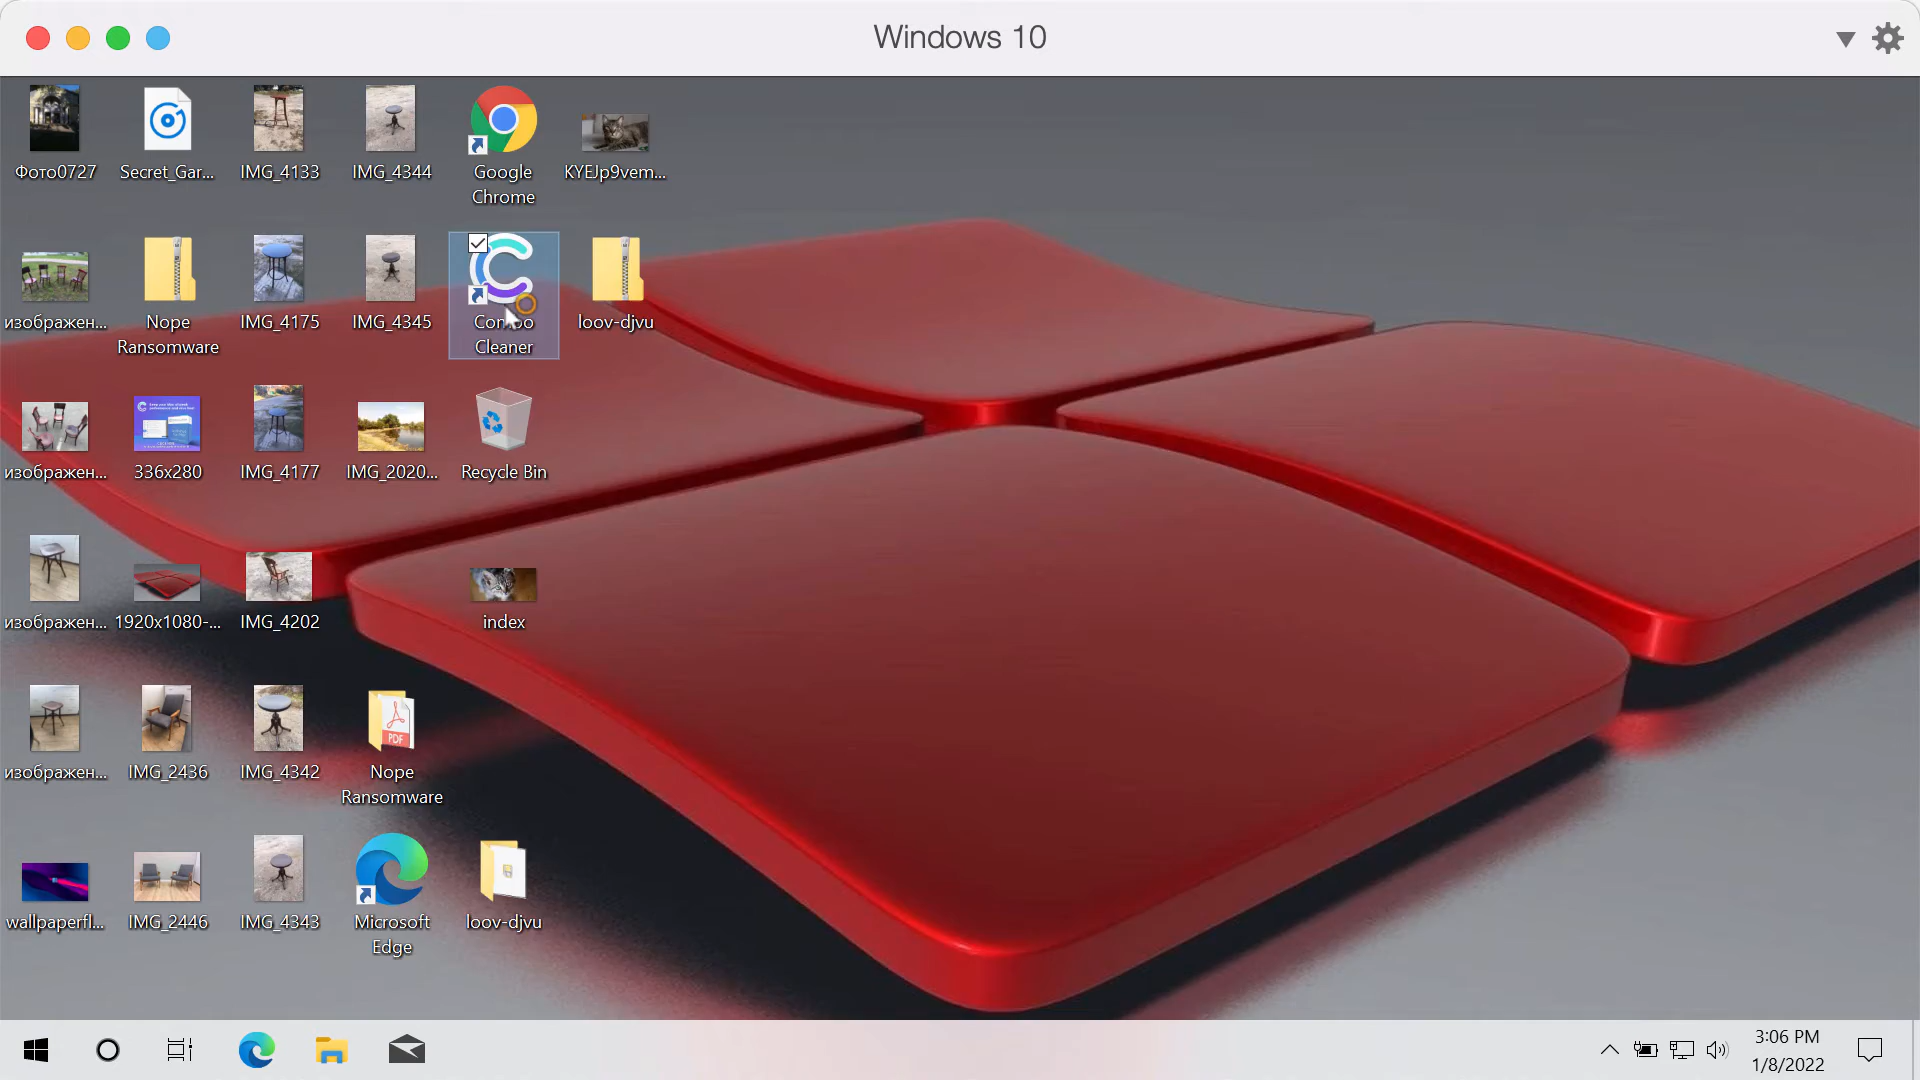 Windows 10
Фото0727
Secret_Gar...
IMG_4133
IMG_4344
Google
Chrome
KYEJp9vem...
изображен...
Nope
Ransomware
IMG_4175
IMG_4345
Combo
Cleaner
loov-djvu
изображен...
336x280
IMG_4177
IMG_2020...
Recycle Bin
изображен...
1920x1080-...
IMG_4202
index
изображен...
IMG_2436
IMG_4342
PDF
Nope
Ransomware
wallpaperfl...
IMG_2446
IMG_4343
Microsoft
Edge
loov-djvu
3:06 PM
1/8/2022